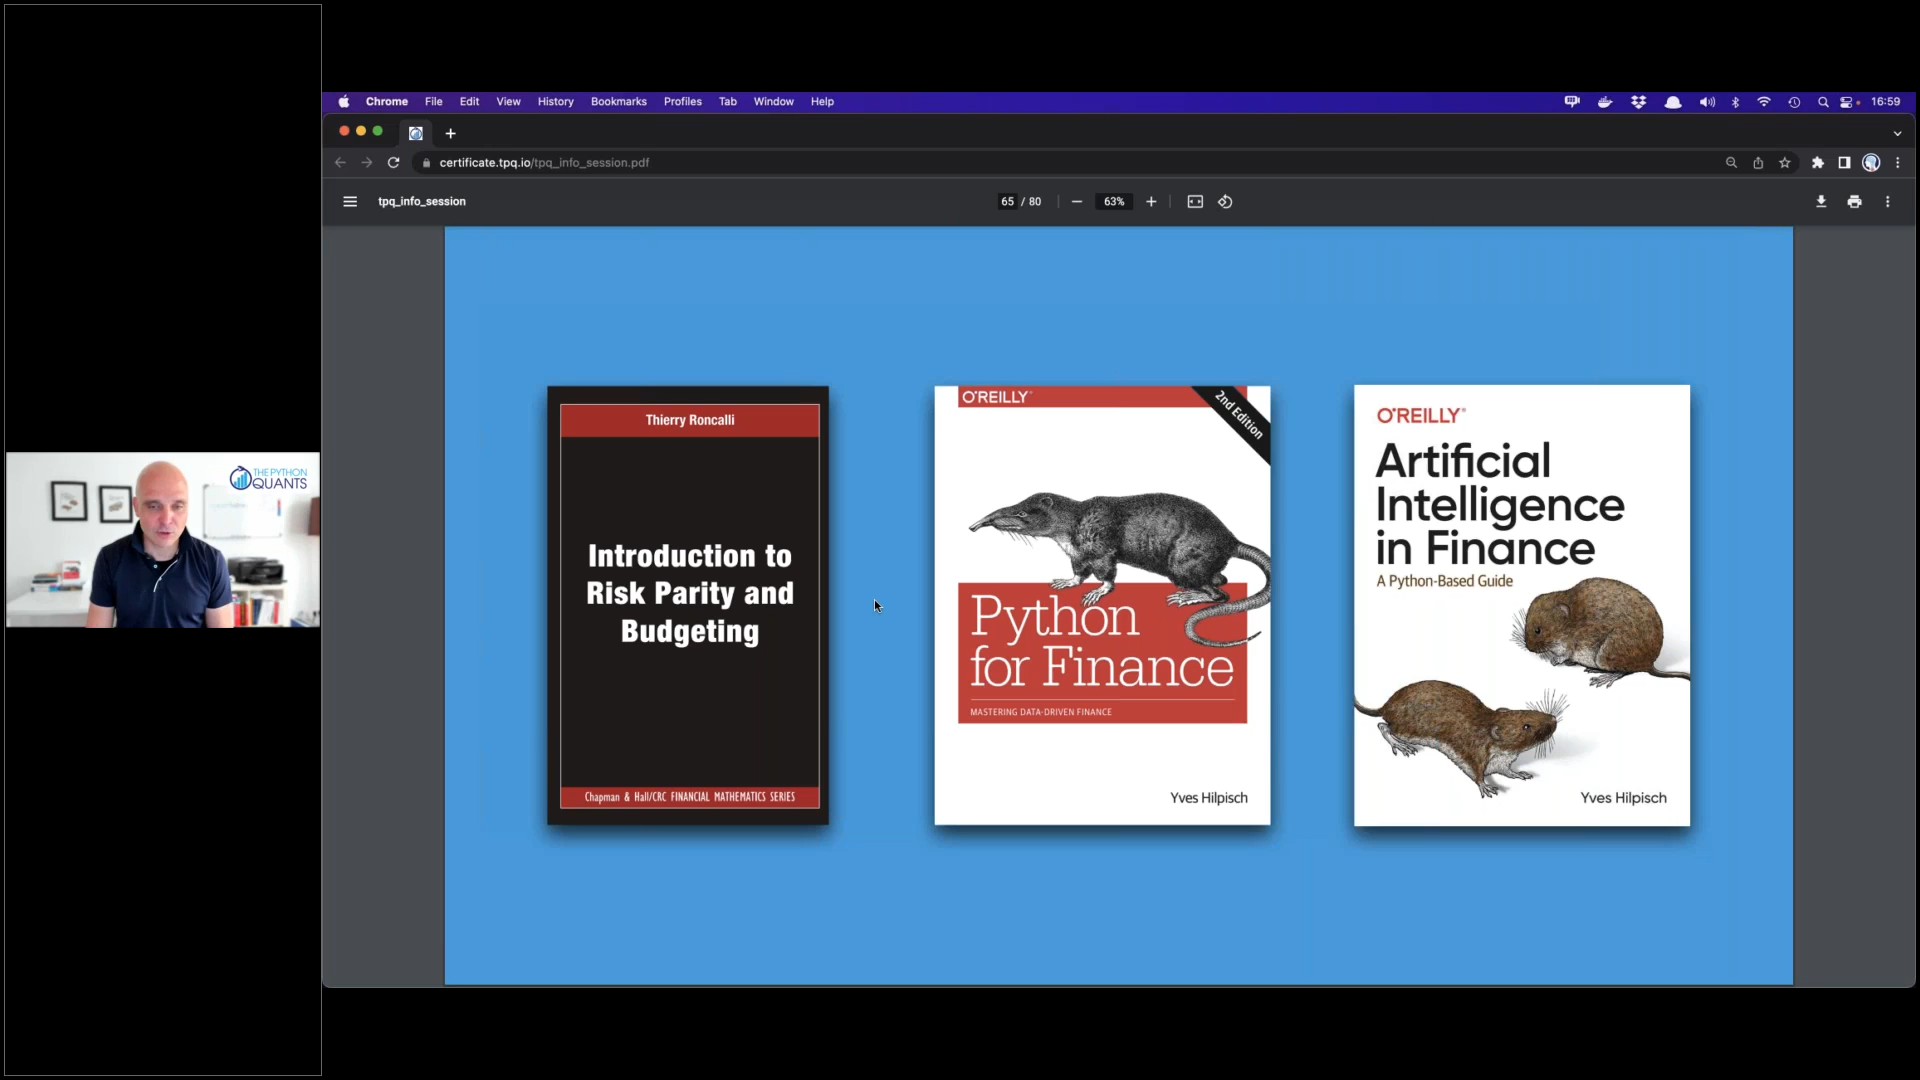 Chrome File Edit View History Bookmarks Profiles Tab Window Help 16:59
certificate.tpq.io/tpq_info_session.pdf
tpq_info_session 65 / 80 63%
THE PYTHON
QUANTS
Thierry Roncalli
Introduction to
Risk Parity and
Budgeting
Chapman & Hall/CRC FINANCIAL MATHEMATICS SERIES
O'REILLY®
2nd Edition
Python
for Finance
MASTERING DATA-DRIVEN FINANCE
Yves Hilpisch
O'REILLY®
Artificial
Intelligence
in Finance
A Python-Based Guide
Yves Hilpisch